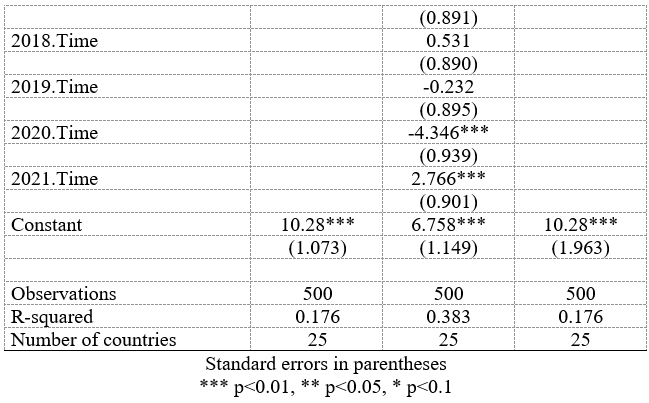 (0.891)
2018.Time 0.531
(0.890)
2019.Time -0.232
(0.895)
2020.Time -4.346***
(0.939)
2021.Time 2.766***
(0.901)
Constant 10.28*** 6.758*** 10.28***
(1.073) (1.149) (1.963)
Observations 500 500 500
R-squared 0.176 0.383 0.176
Number of countries 25 25 25
Standard errors in parentheses
*** p<0.01, ** p<0.05, * p<0.1